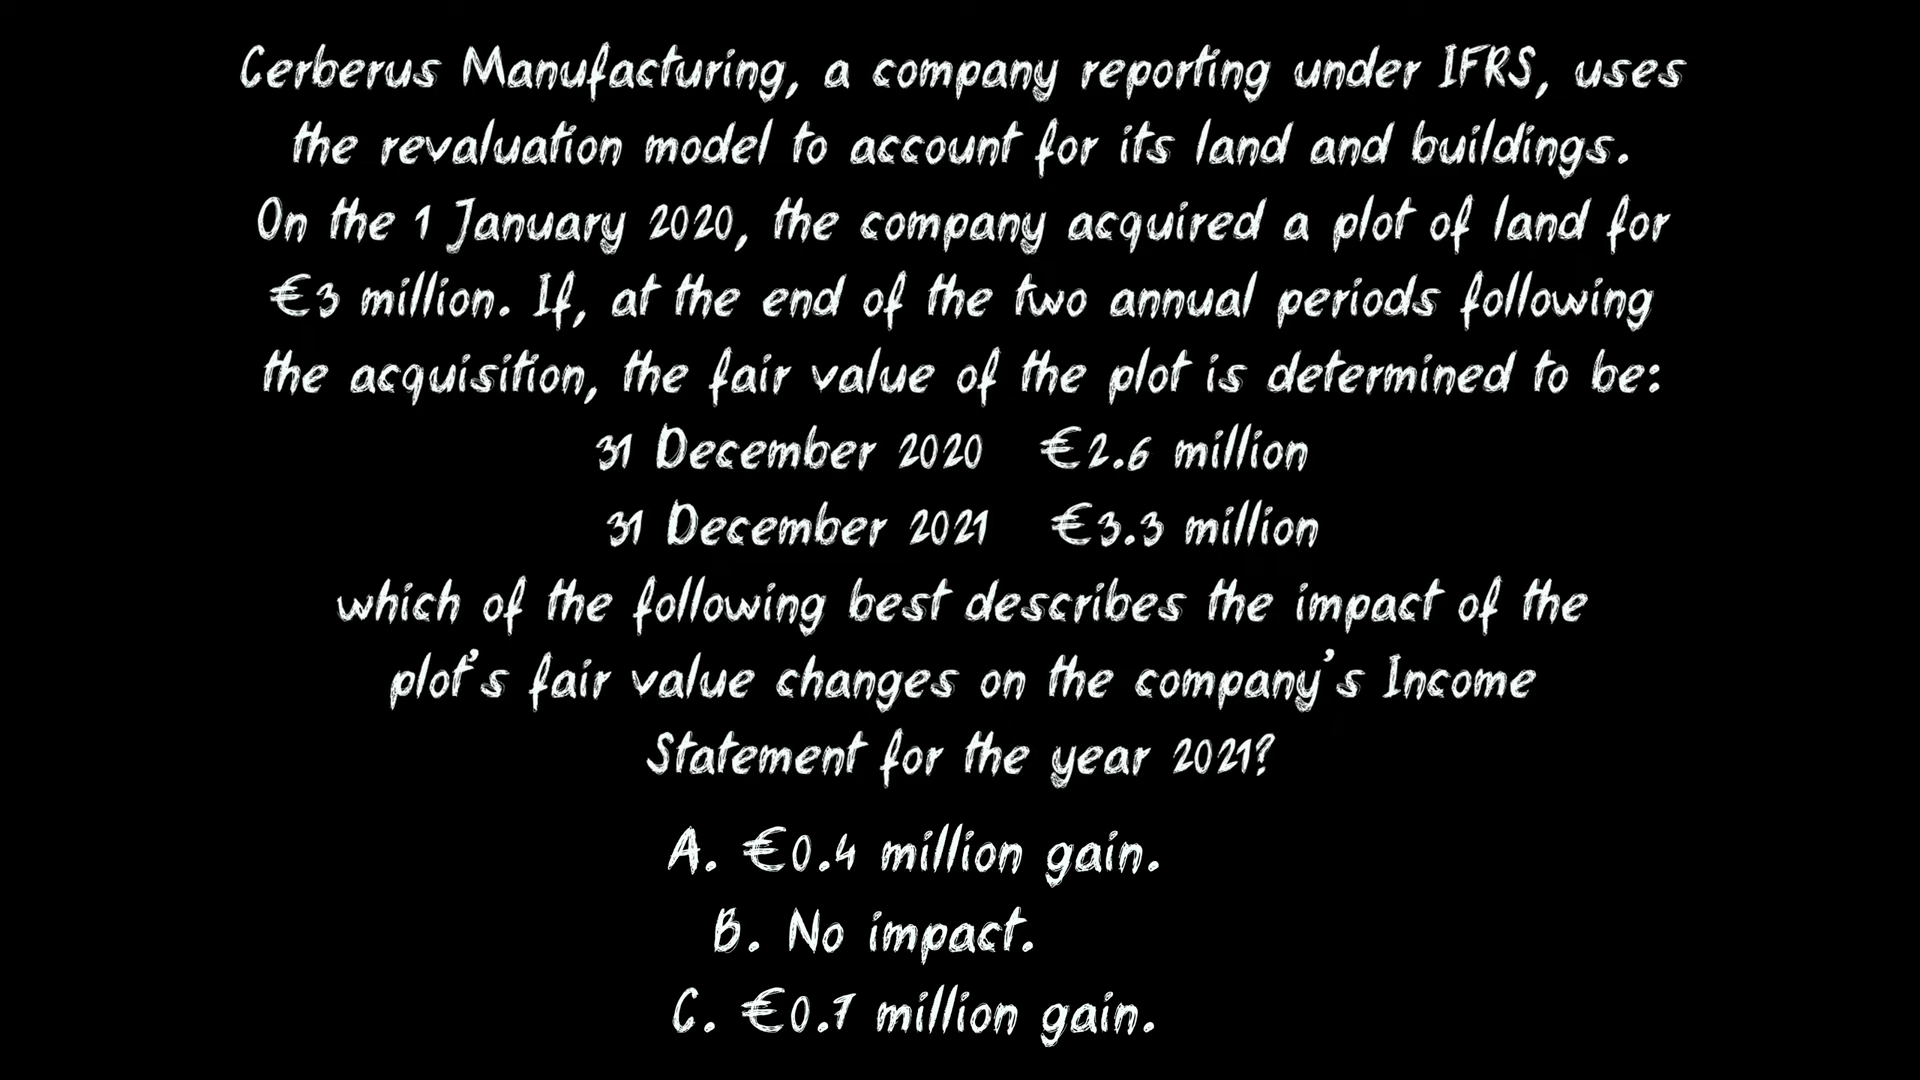 Cerberus Manufacturing, a company reporting under IFRS, uses
the revaluation model to account for its land and buildings.
On the 1 January 2020, the company acquired a plot of land for
€3 million. If, at the end of the two annual periods following
the acquisition, the fair value of the plot is determined to be:
31 December 2020 €2.6 million
31 December 2021 €3.3 million
which of the following best describes the impact of the
plot's fair value changes on the company's Income
Statement for the year 2021?
A. €0.4 million gain.
B. No impact.
C. €0.7 million gain.